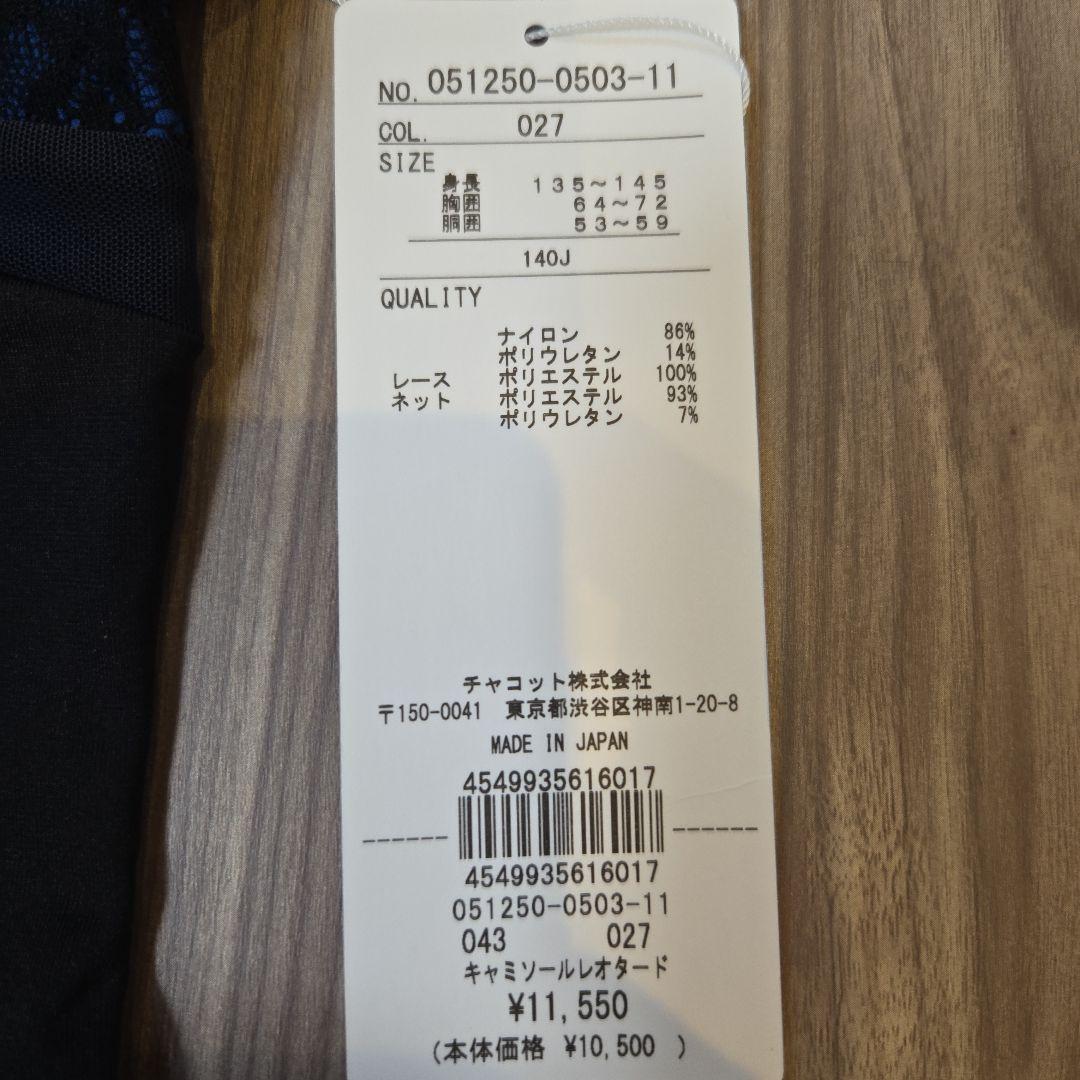 NO. 051250-0503-11
COL. 027
SIZE
身長 135～145
胸囲 64～72
胴囲 53～59
140J
QUALITY
ナイロン 86%
ポリウレタン 14%
レース ポリエステル 100%
ネット ポリエステル 93%
ポリウレタン 7%
チャコット株式会社
〒150-0041 東京都渋谷区神南1-20-8
MADE IN JAPAN
4549935616017
4549935616017
051250-0503-11
043 027
キャミソールレオタード
¥11,550
(本体価格 ¥10,500 )